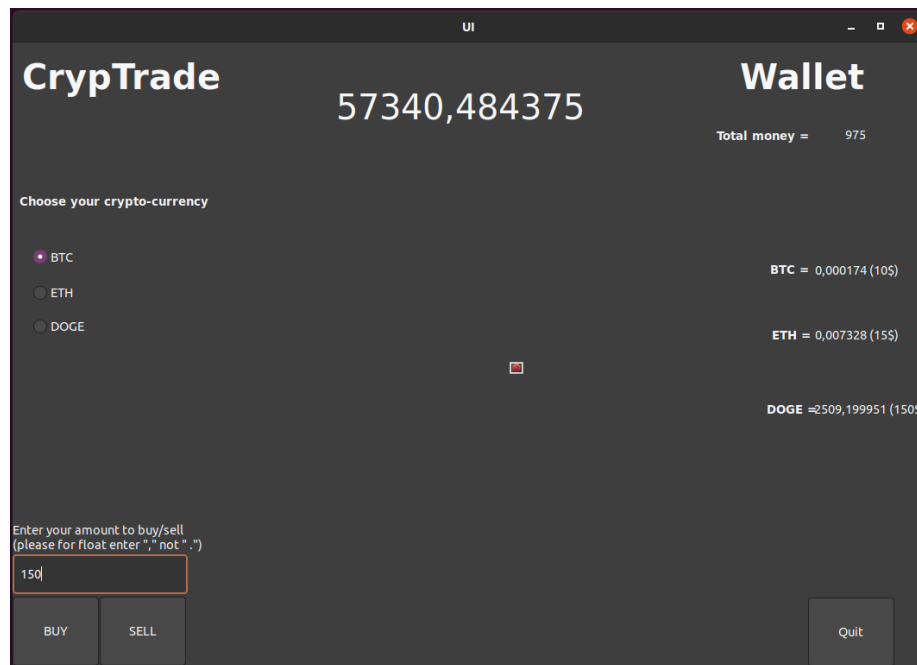 UI
CrypTrade
57340,484375
Wallet
Total money = 975
Choose your crypto-currency
BTC
ETH
DOGE
BTC = 0,000174 (10$)
ETH = 0,007328 (15$)
DOGE =2509,199951 (150$
Enter your amount to buy/sell
(please for float enter "," not " .")
150
BUY
SELL
Quit